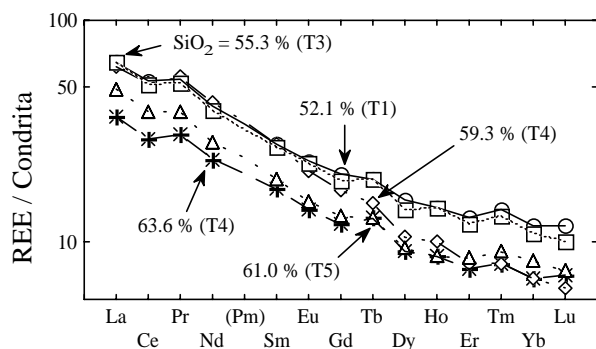 100
SiO2 = 55.3 % (T3)
50
52.1 % (T1)
59.3 % (T4)
REE / Condrita
63.6 % (T4)
10
61.0 % (T5)
La Pr (Pm) Eu Tb Ho Tm Lu
Ce Nd Sm Gd Dy Er Yb